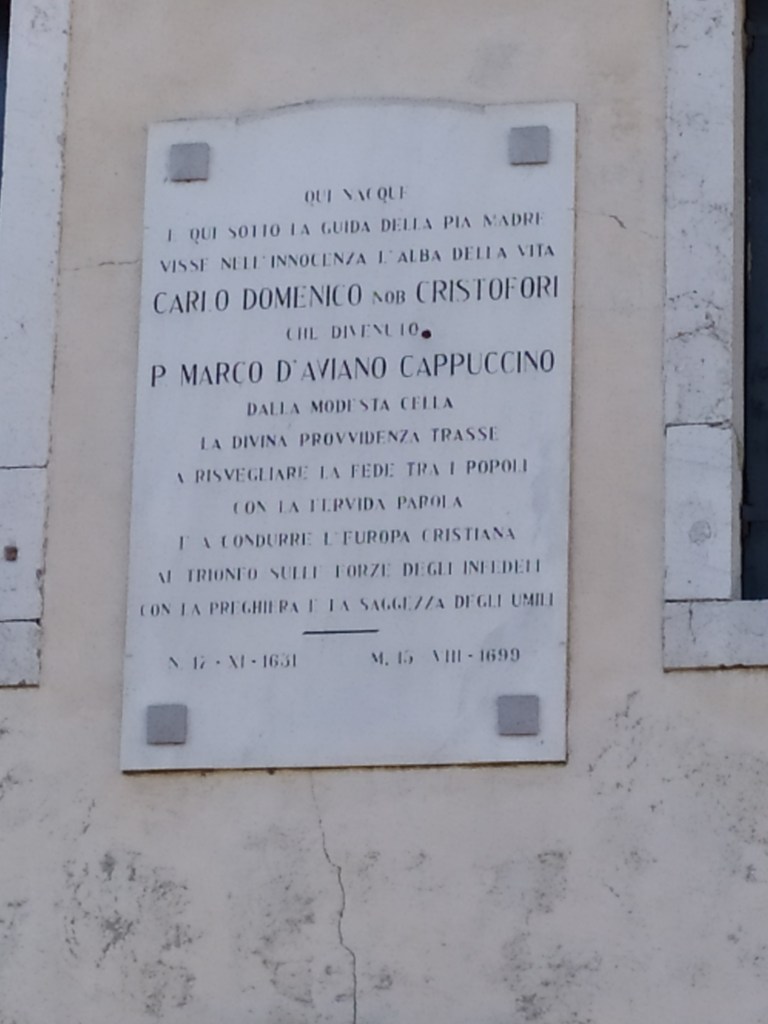 QUI NACQUE
E QUI SOTTO LA GUIDA DELLA PIA MADRE
VISSE NELL'INNOCENZA L'ALBA DELLA VITA
CARLO DOMENICO NOB CRISTOFORI
CHE DIVENUTO
P MARCO D'AVIANO CAPPUCCINO
DALLA MODESTA CELLA
LA DIVINA PROVVIDENZA TRASSE
A RISVEGLIARE LA FEDE TRA I POPOLI
CON LA FERVIDA PAROLA
E A CONDURRE L'EUROPA CRISTIANA
AL TRIONFO SULLE FORZE DEGLI INFEDELI
CON LA PREGHIERA E LA SAGGEZZA DEGLI UMILI
N. 17 - XI - 1631 M. 13 VIII - 1699